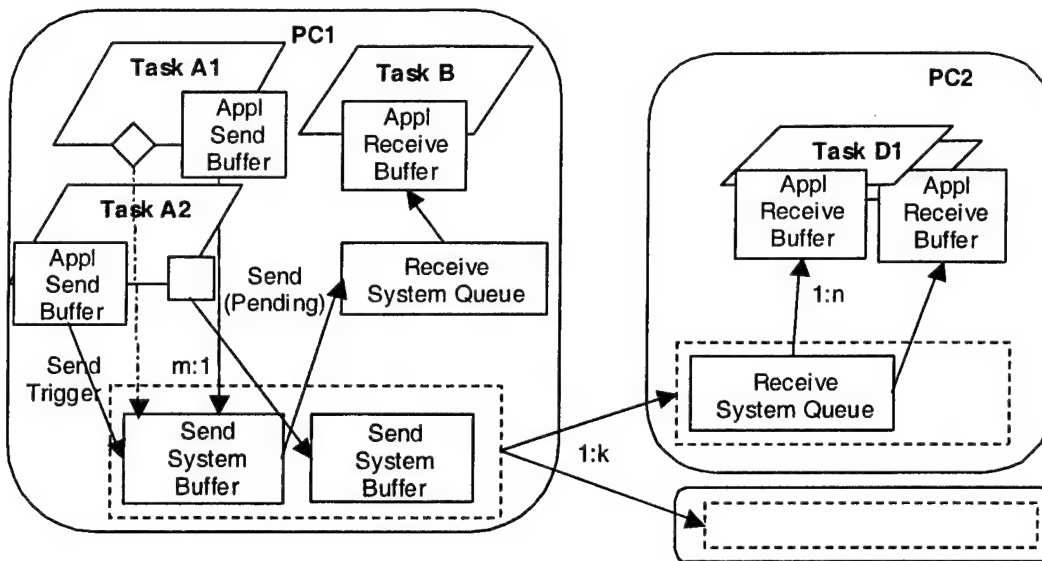 PC1
Task A1
Appl
Send
Buffer
Task B
Appl
Receive
Buffer
Task A2
Appl
Send
Buffer
Send
(Pending)
Receive
System Queue
Send
Trigger
m:1
Send
System
Buffer
Send
System
Buffer
1:k
PC2
Task D1
Appl
Receive
Buffer
Appl
Receive
Buffer
1:n
Receive
System Queue